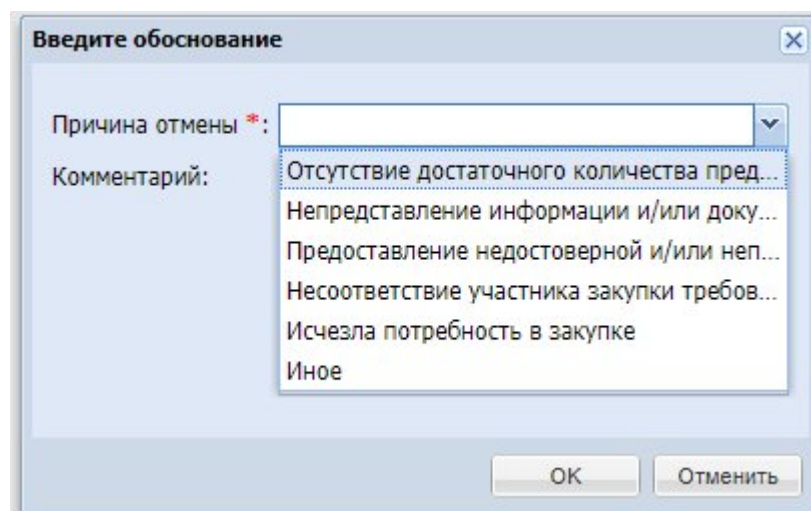 Введите обоснование
Причина отмены *:
Комментарий:
Отсутствие достаточного количества пред...
Непредставление информации и/или доку...
Предоставление недостоверной и/или неп...
Несоответствие участника закупки требов...
Исчезла потребность в закупке
Иное
OK Отменить